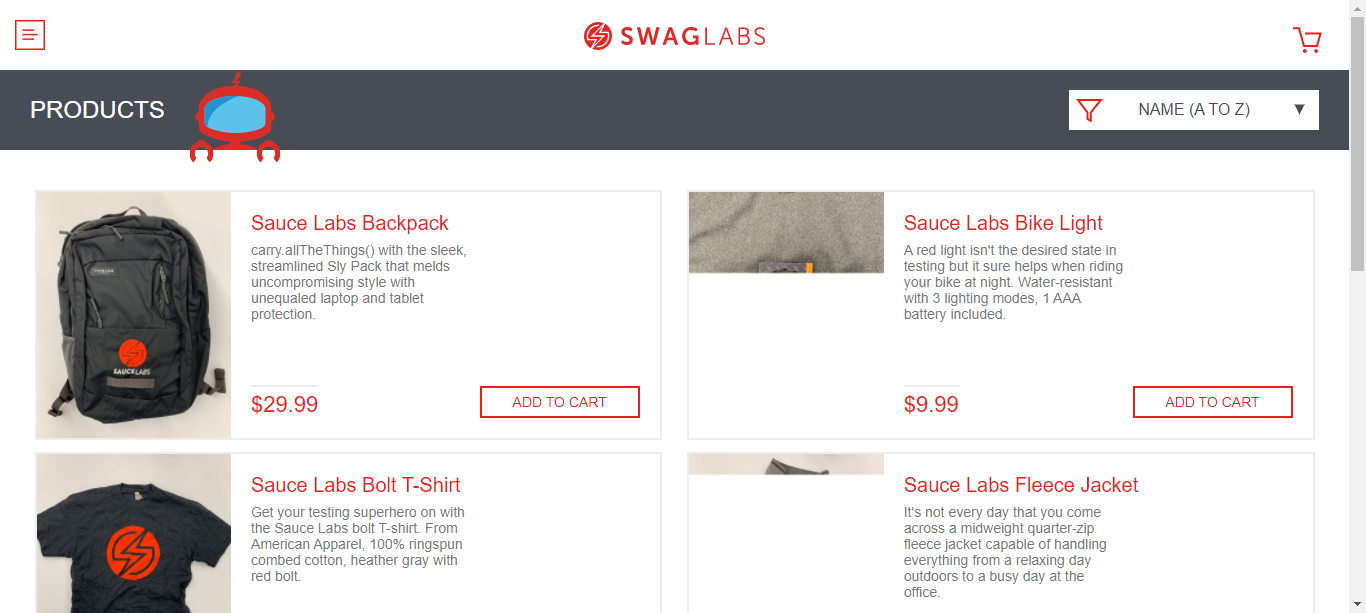 SWAGLABS
PRODUCTS
NAME (A TO Z)
SAUCELABS
Sauce Labs Backpack
carry.allTheThings() with the sleek,
streamlined Sly Pack that melds
uncompromising style with
unequaled laptop and tablet
protection.
$29.99
ADD TO CART
Sauce Labs Bike Light
A red light isn't the desired state in
testing but it sure helps when riding
your bike at night. Water-resistant
with 3 lighting modes, 1 AAA
battery included.
$9.99
ADD TO CART
Sauce Labs Bolt T-Shirt
Get your testing superhero on with
the Sauce Labs bolt T-shirt. From
American Apparel, 100% ringspun
combed cotton, heather gray with
red bolt.
Sauce Labs Fleece Jacket
It's not every day that you come
across a midweight quarter-zip
fleece jacket capable of handling
everything from a relaxing day
outdoors to a busy day at the
office.